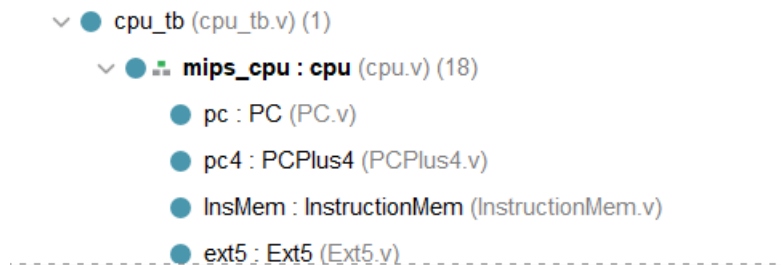 cpu_tb (cpu_tb.v) (1)
mips_cpu : cpu (cpu.v) (18)
pc : PC (PC.v)
pc4 : PCPlus4 (PCPlus4.v)
InsMem : InstructionMem (InstructionMem.v)
ext5 : Ext5 (Ext5.v)